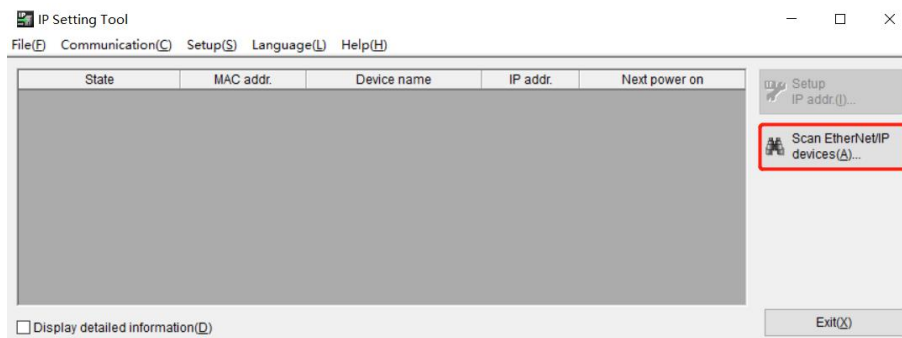 IP Setting Tool
File(F) Communication(C) Setup(S) Language(L) Help(H)
State MAC addr. Device name IP addr. Next power on
Setup
IP addr.(I)...
Scan EtherNet/IP
devices(A)...
Display detailed information(D)
Exit(X)